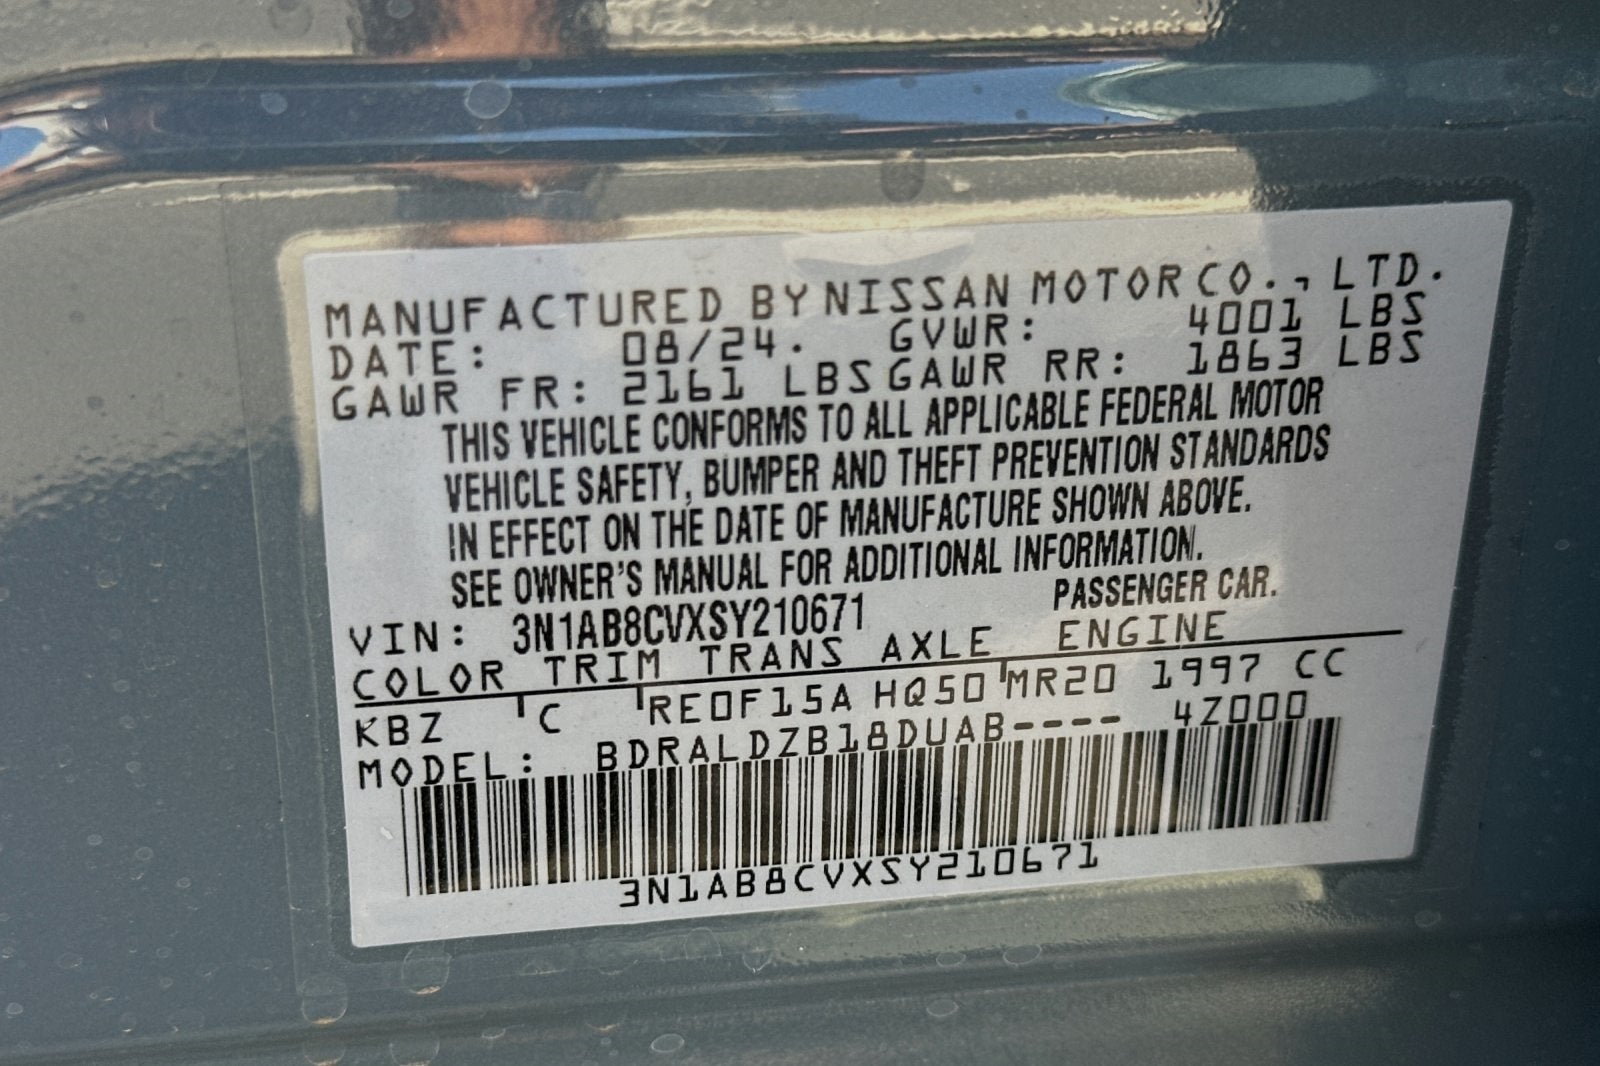 MANUFACTURED BY NISSAN MOTOR CO., LTD.
DATE: 08/24. GVWR: 4001 LBS
GAWR FR: 2161 LBS GAWR RR: 1863 LBS
THIS VEHICLE CONFORMS TO ALL APPLICABLE FEDERAL MOTOR
VEHICLE SAFETY, BUMPER AND THEFT PREVENTION STANDARDS
IN EFFECT ON THE DATE OF MANUFACTURE SHOWN ABOVE.
SEE OWNER'S MANUAL FOR ADDITIONAL INFORMATION.
VIN: 3N1AB8CVXSY210671 PASSENGER CAR.
COLOR TRIM TRANS AXLE ENGINE
KBZ C RE0F15A HQ50 MR20 1997 CC
MODEL: BDRALDZB18DUAB---- 4Z000
3N1AB8CVXSY210671